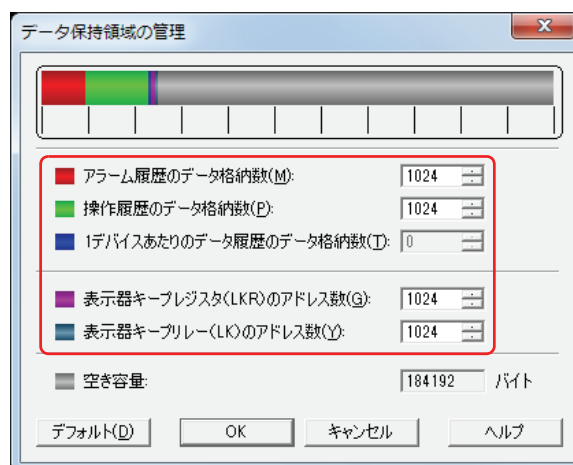 データ保持領域の管理
アラーム履歴のデータ格納数(M): 1024
操作履歴のデータ格納数(P): 1024
1デバイスあたりのデータ履歴のデータ格納数(T): 0
表示器キープレジスタ(LKR)のアドレス数(G): 1024
表示器キープリレー(LK)のアドレス数(Y): 1024
空き容量: 184192 バイト
デフォルト(D) OK キャンセル ヘルプ